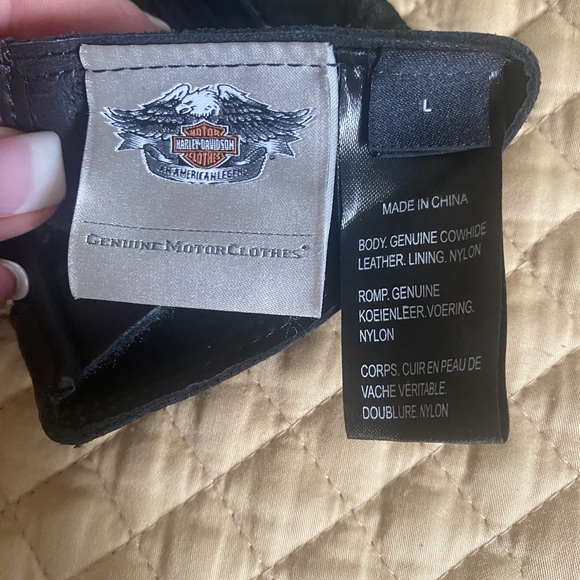 MOTOR
HARLEY-DAVIDSON
CLOTHES
AN AMERICAN LEGEND
®
GENUINE MOTORCLOTHES®
L
MADE IN CHINA
BODY. GENUINE COWHIDE
LEATHER. LINING. NYLON
ROMP. GENUINE
KOEIENLEER.VOERING.
NYLON
CORPS. CUIR EN PEAU DE
VACHE VÉRITABLE.
DOUBLURE NYLON